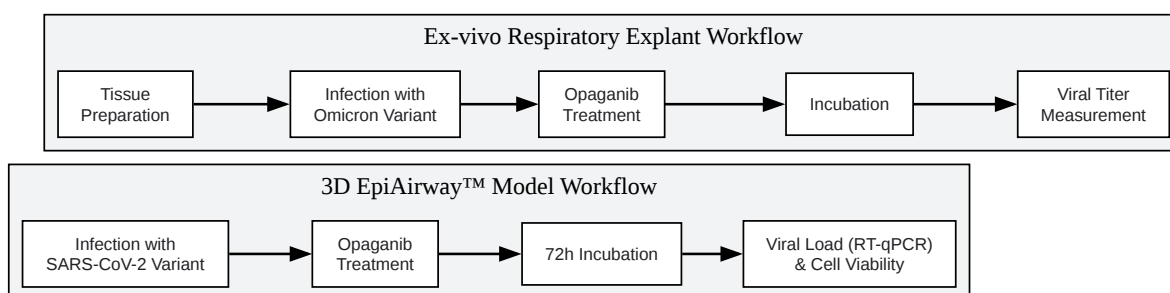 Ex-vivo Respiratory Explant Workflow
Tissue
Preparation
Infection with
Omicron Variant
Opaganib
Treatment
Incubation
Viral Titer
Measurement
3D EpiAirway™ Model Workflow
Infection with
SARS-CoV-2 Variant
Opaganib
Treatment
72h Incubation
Viral Load (RT-qPCR)
& Cell Viability